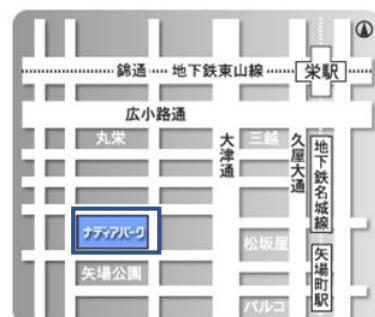 錦通
地下鉄東山線
栄駅
広小路通
丸栄
大津通
三越
久屋大通
地下鉄名城線
ナディアパーク
松坂屋
矢場町駅
矢場公園
パルコ